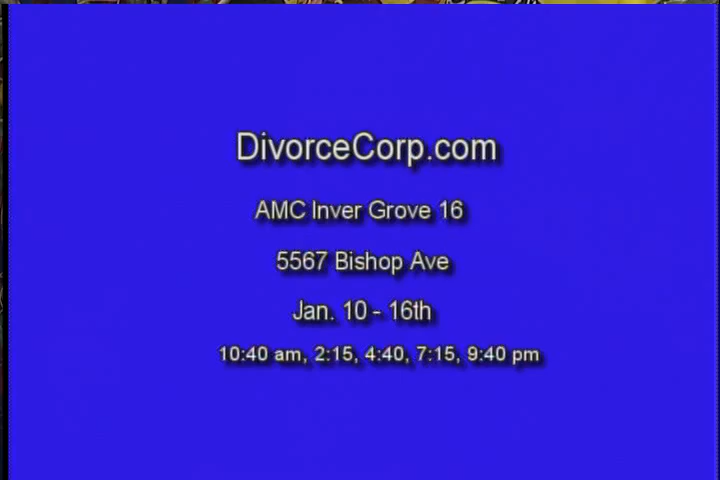 DivorceCorp.com
AMC Inver Grove 16
5567 Bishop Ave
Jan. 10 - 16th
10:40 am, 2:15, 4:40, 7:15, 9:40 pm